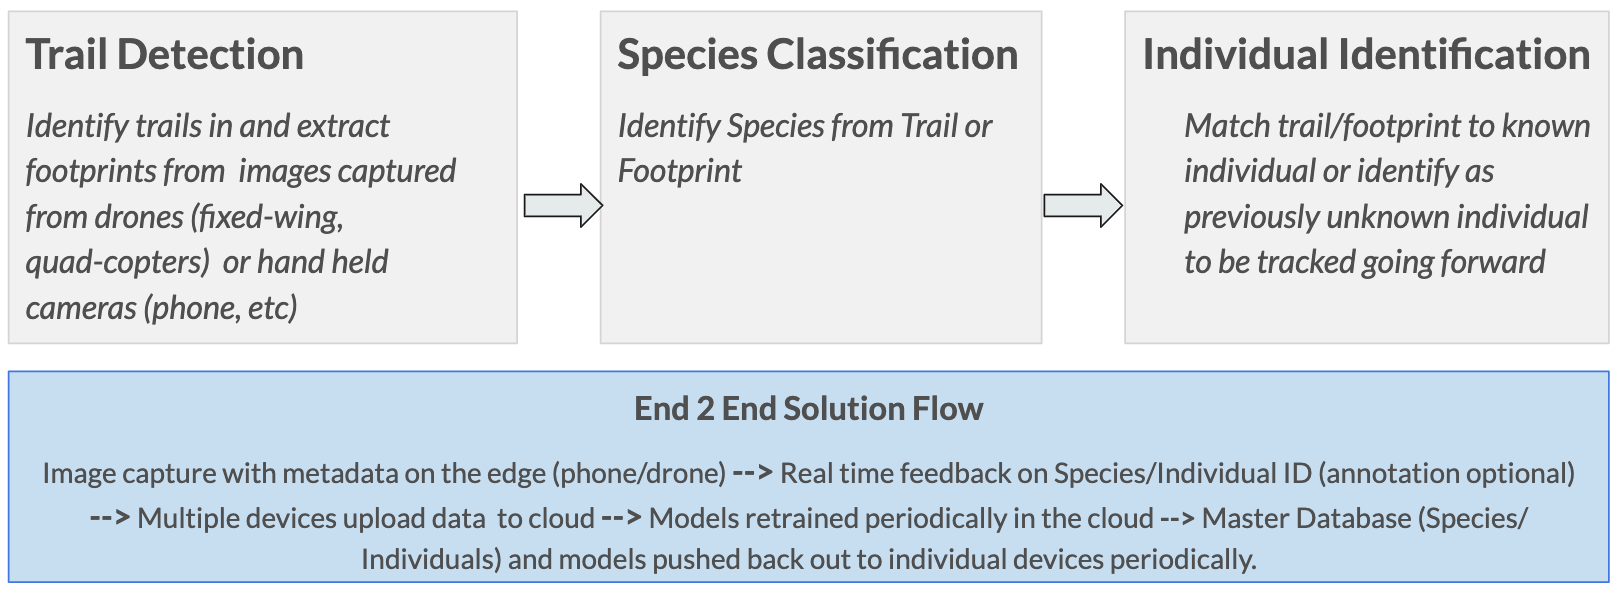 Trail Detection
Identify trails in and extract
footprints from  images captured
from drones (fixed-wing,
quad-copters)  or hand held
cameras (phone, etc)
Species Classification
Identify Species from Trail or
Footprint
Individual Identification
Match trail/footprint to known
individual or identify as
previously unknown individual
to be tracked going forward
End 2 End Solution Flow
Image capture with metadata on the edge (phone/drone) --> Real time feedback on Species/Individual ID (annotation optional)
--> Multiple devices upload data  to cloud --> Models retrained periodically in the cloud --> Master Database (Species/
Individuals) and models pushed back out to individual devices periodically.